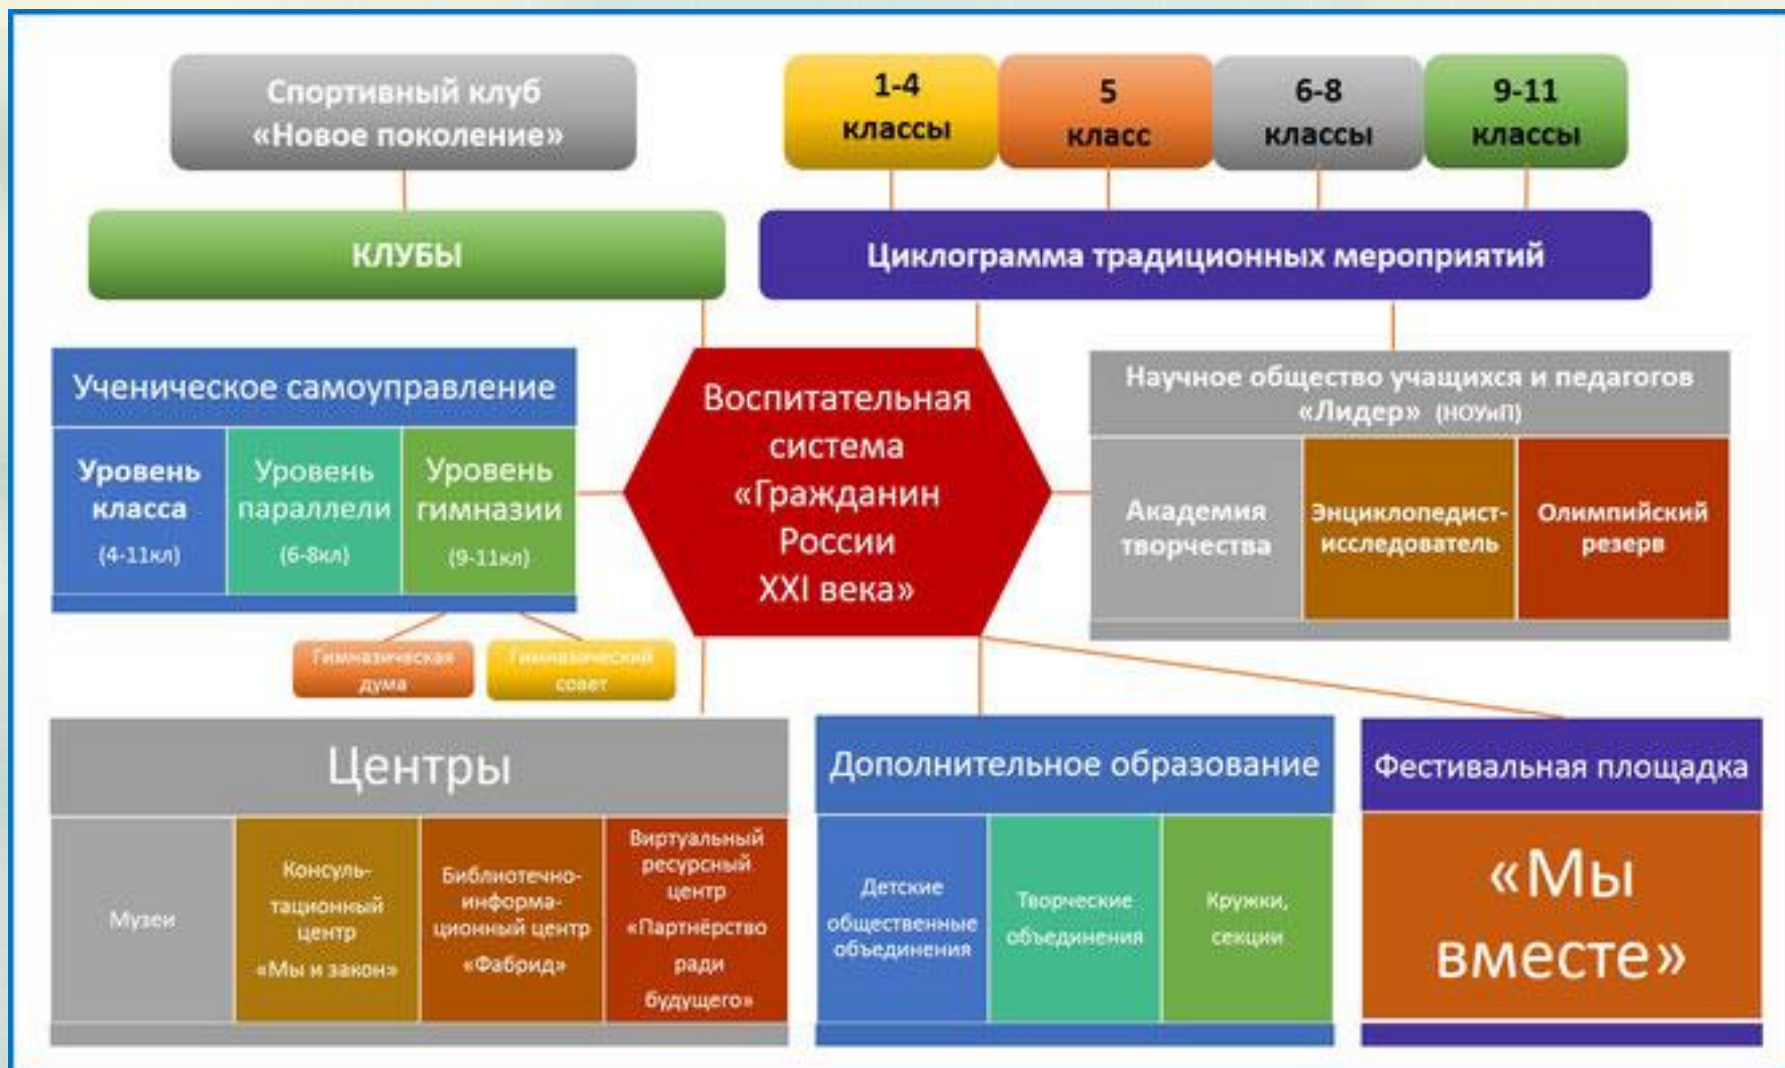 Спортивный клуб
«Новое поколение»
1-4
классы
5
класс
6-8
классы
9-11
классы
КЛУБЫ
Циклограмма традиционных мероприятий
Ученическое самоуправление
Уровень
класса
(4-11кл)
Уровень
параллели
(6-8кл)
Уровень
гимназии
(9-11кл)
Гимназическая
дума
Гимназический
совет
Воспитательная
система
«Гражданин
России
XXI века»
Научное общество учащихся и педагогов
«Лидер» (НОУиП)
Академия
творчества
Энциклопедист-
исследователь
Олимпийский
резерв
Центры
Музеи
Консуль-
тационный
центр
«Мы и закон»
Библиотечно-
информа-
ционный центр
«Фабрид»
Виртуальный
ресурсный
центр
«Партнёрство
ради
будущего»
Дополнительное образование
Детские
общественные
объединения
Творческие
объединения
Кружки,
секции
Фестивальная площадка
«Мы
вместе»